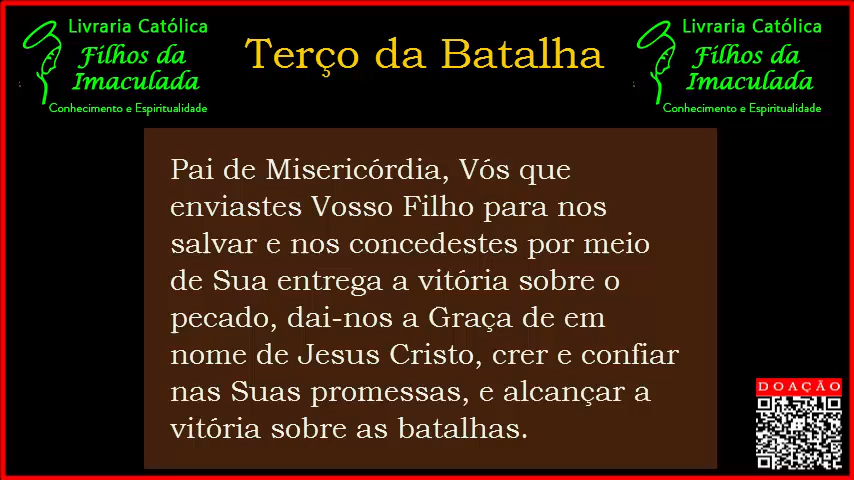 Livraria Católica
Filhos da
Imaculada
Conhecimento e Espiritualidade
Terço da Batalha
Livraria Católica
Filhos da
Imaculada
Conhecimento e Espiritualidade
Pai de Misericórdia, Vós que
enviastes Vosso Filho para nos
salvar e nos concedestes por meio
de Sua entrega a vitória sobre o
pecado, dai-nos a Graça de em
nome de Jesus Cristo, crer e confiar
nas Suas promessas, e alcançar a
vitória sobre as batalhas.
DOAÇÃO